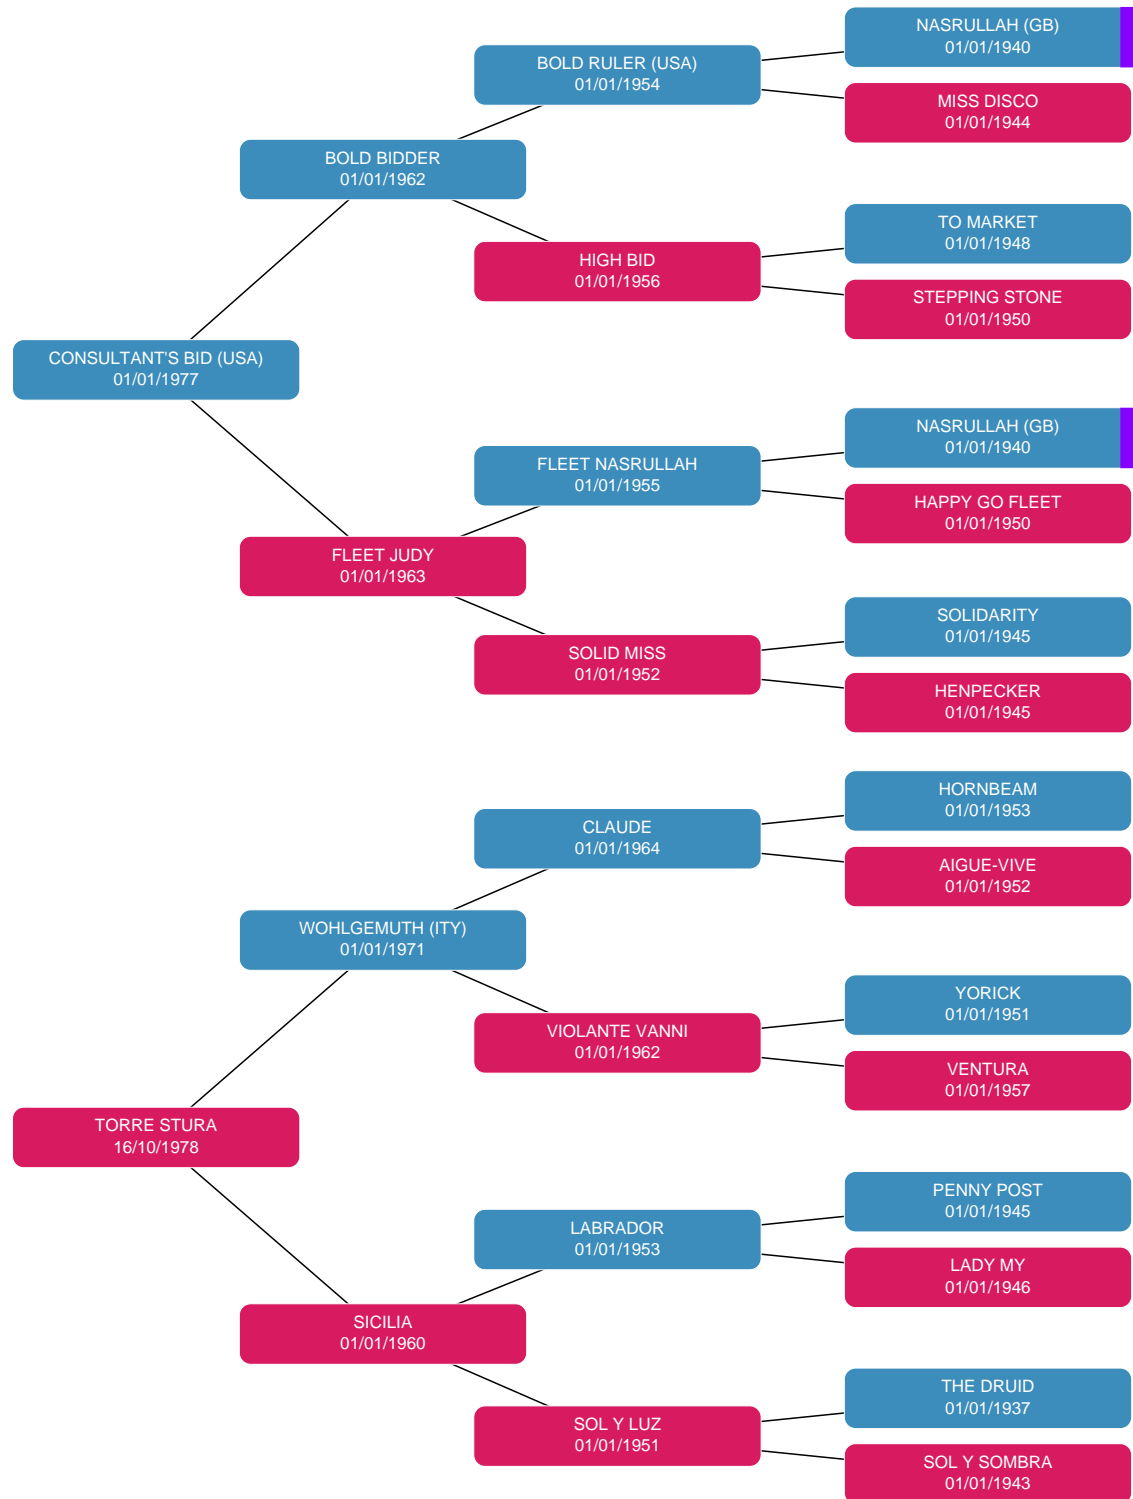 NASRULLAH (GB)
01/01/1940
BOLD RULER (USA)
01/01/1954
MISS DISCO
01/01/1944
BOLD BIDDER
01/01/1962
TO MARKET
01/01/1948
HIGH BID
01/01/1956
STEPPING STONE
01/01/1950
CONSULTANT'S BID (USA)
01/01/1977
NASRULLAH (GB)
01/01/1940
FLEET NASRULLAH
01/01/1955
HAPPY GO FLEET
01/01/1950
FLEET JUDY
01/01/1963
SOLIDARITY
01/01/1945
SOLID MISS
01/01/1952
HENPECKER
01/01/1945
HORNBEAM
01/01/1953
CLAUDE
01/01/1964
AIGUE-VIVE
01/01/1952
WOHLGEMUTH (ITY)
01/01/1971
YORICK
01/01/1951
VIOLANTE VANNI
01/01/1962
VENTURA
01/01/1957
TORRE STURA
16/10/1978
PENNY POST
01/01/1945
LABRADOR
01/01/1953
LADY MY
01/01/1946
SICILIA
01/01/1960
THE DRUID
01/01/1937
SOL Y LUZ
01/01/1951
SOL Y SOMBRA
01/01/1943